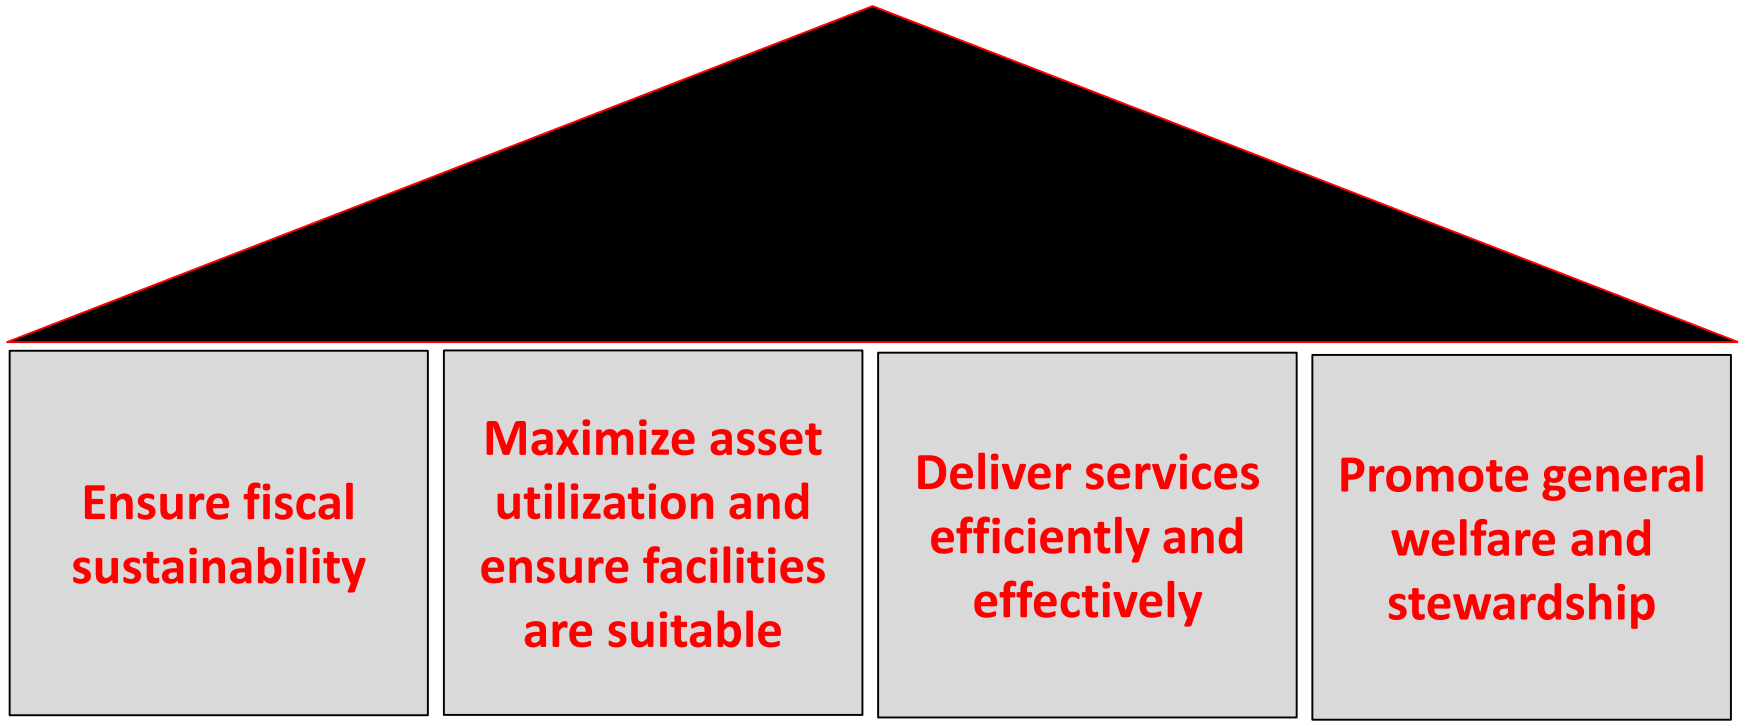 Ensure fiscal
sustainability
Maximize asset
utilization and
ensure facilities
are suitable
Deliver services
efficiently and
effectively
Promote general
welfare and
stewardship